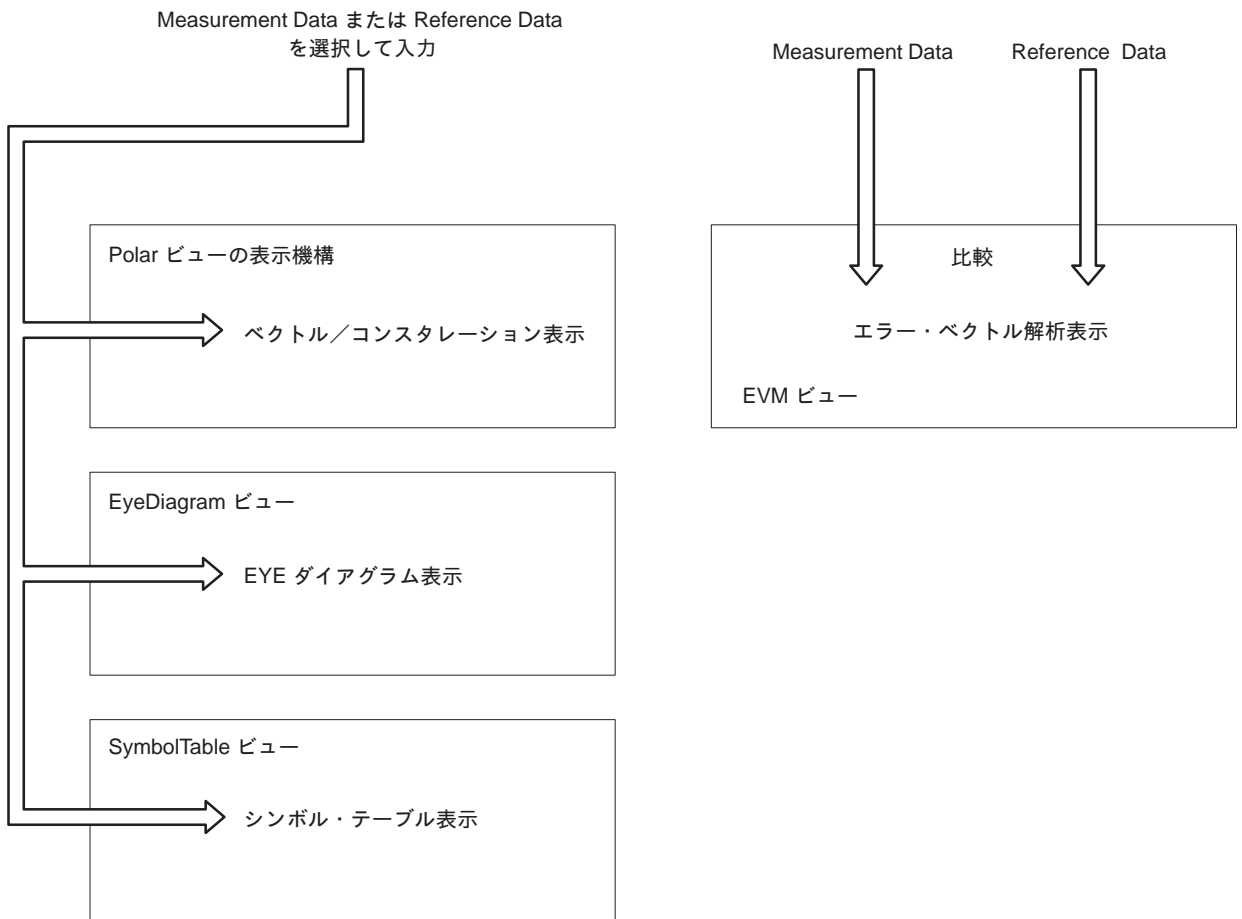 Measurement Data または Reference Data
を選択して入力
Measurement Data
Reference Data
Polar ビューの表示機構
ベクトル／コンスタレーション表示
比較
エラー・ベクトル解析表示
EVM ビュー
EyeDiagram ビュー
EYE ダイアグラム表示
SymbolTable ビュー
シンボル・テーブル表示